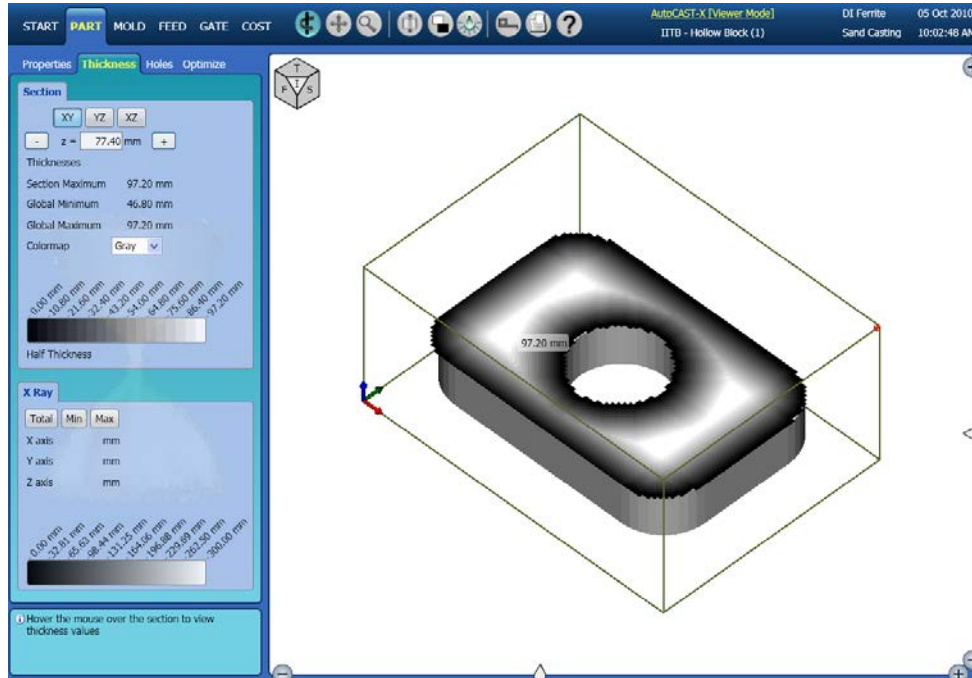 START PART MOLD FEED GATE COST
?
AutoCAST-X [Viewer Mode]
IITB - Hollow Block (1)
DI Ferrite
Sand Casting
05 Oct 2010
10:02:48 AM
Properties Thickness Holes Optimize
Section
XY YZ XZ
- z = 77.40 mm +
Thicknesses
Section Maximum 97.20 mm
Global Minimum 46.80 mm
Global Maximum 97.20 mm
Colormap Gray
0.00 mm 10.80 mm 21.60 mm 32.40 mm 43.20 mm 54.00 mm 64.80 mm 75.60 mm 86.40 mm 97.20 mm
Half Thickness
X Ray
Total Min Max
X axis mm
Y axis mm
Z axis mm
0.00 mm 32.81 mm 65.63 mm 98.44 mm 131.25 mm 164.06 mm 196.88 mm 229.69 mm 262.50 mm 300.00 mm
Hover the mouse over the section to view
thickness values
T
F I S
97.20 mm